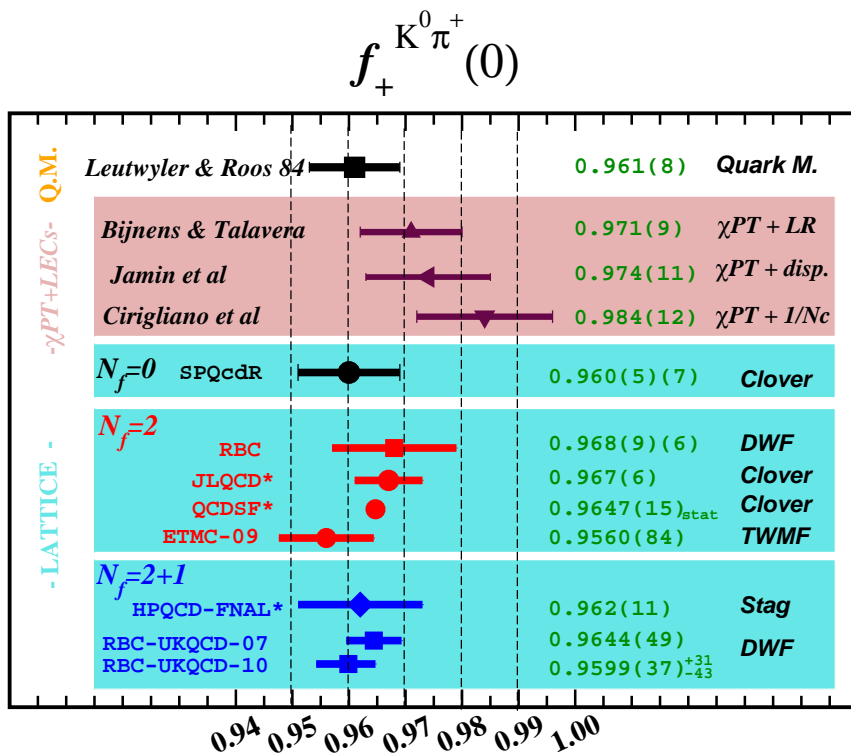 f+^K0π+(0)
Q.M.
Leutwyler & Roos 84 0.961(8) Quark M.
-χPT+LECs-
Bijnens & Talavera 0.971(9) χPT + LR
Jamin et al 0.974(11) χPT + disp.
Cirigliano et al 0.984(12) χPT + 1/Nc
- LATTICE -
N_f=0 SPQcdR 0.960(5)(7) Clover
N_f=2
RBC 0.968(9)(6) DWF
JLQCD* 0.967(6) Clover
QCDSF* 0.9647(15)stat Clover
ETMC-09 0.9560(84) TWMF
N_f=2+1
HPQCD-FNAL* 0.962(11) Stag
RBC-UKQCD-07 0.9644(49) DWF
RBC-UKQCD-10 0.9599(37)+31-43
0.94 0.95 0.96 0.97 0.98 0.99 1.00